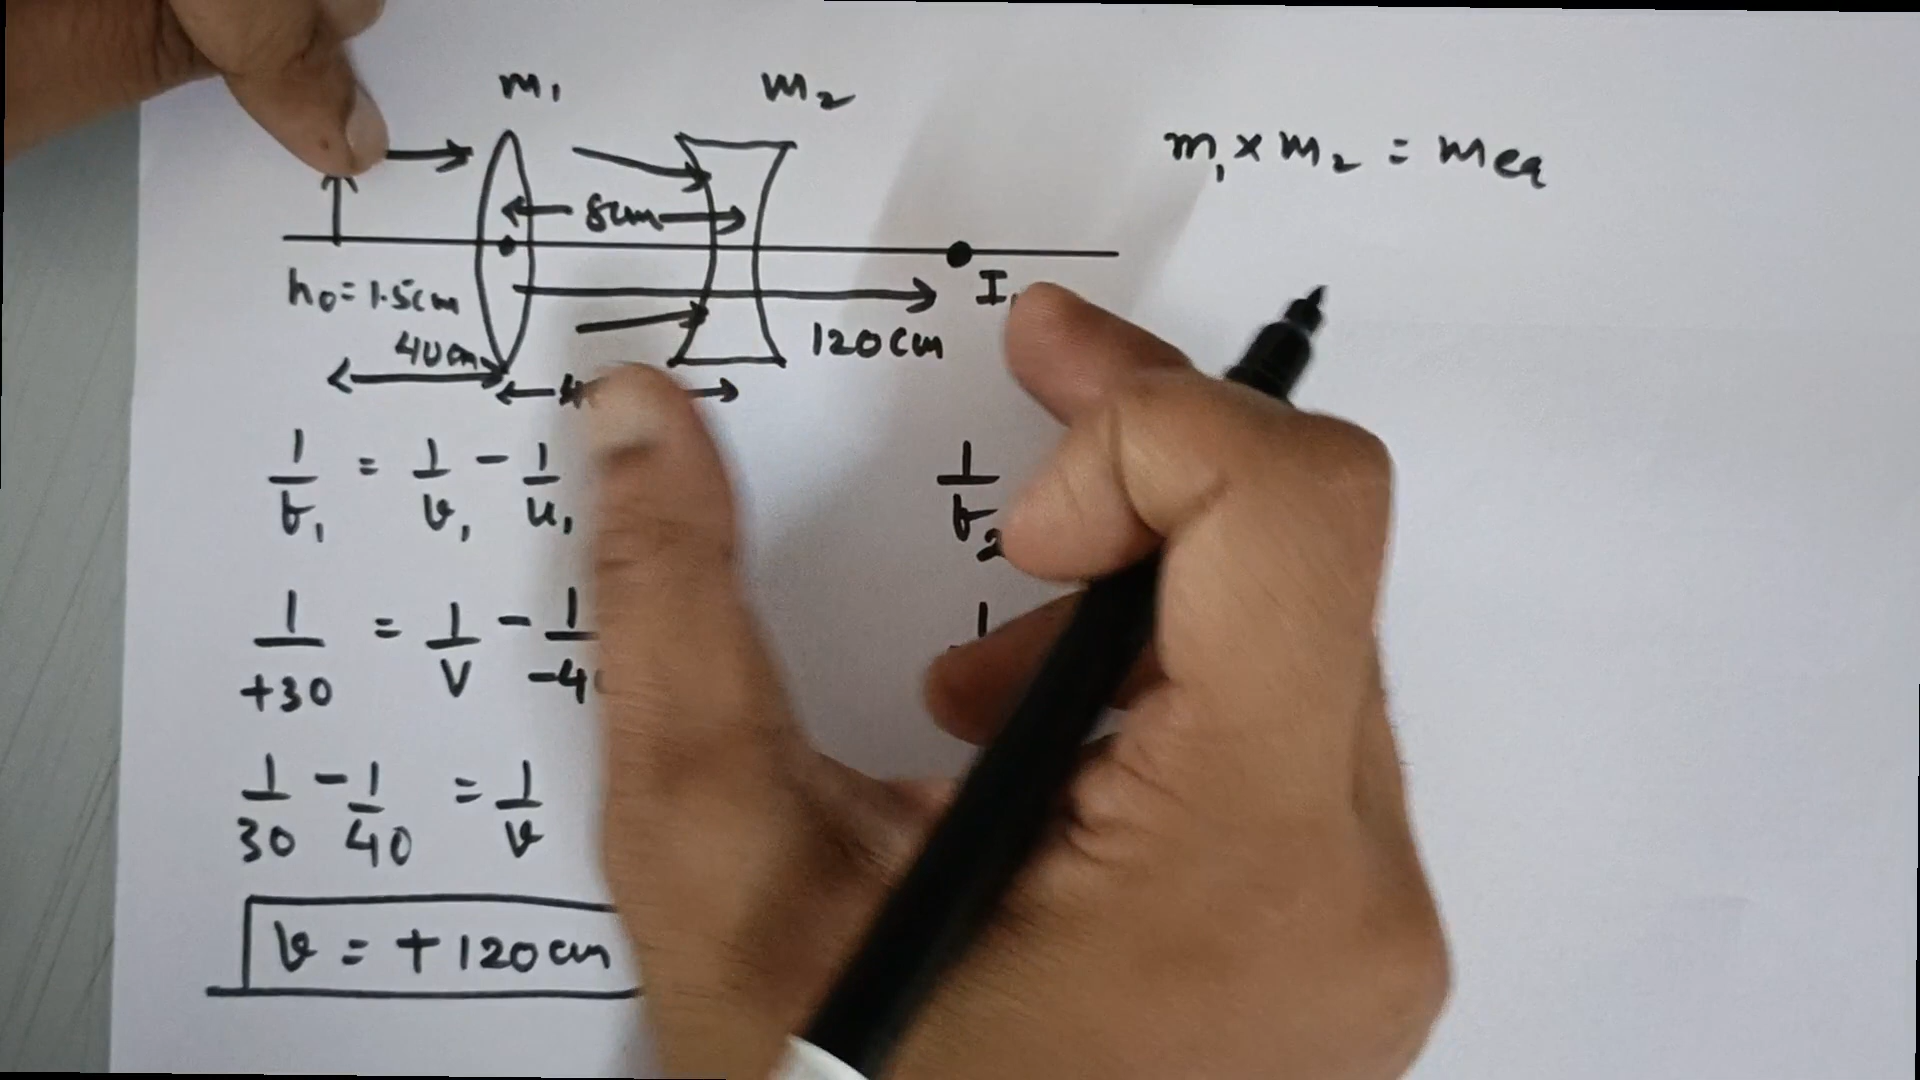 m₁ m₂
m₁ × m₂ = meq
8cm
h₀ = 1.5cm
I
120cm
40cm
1/f₁ = 1/v₁ - 1/u₁
1/f₂
1/+30 = 1/V - 1/-40
1/30 - 1/40 = 1/v
v = +120cm